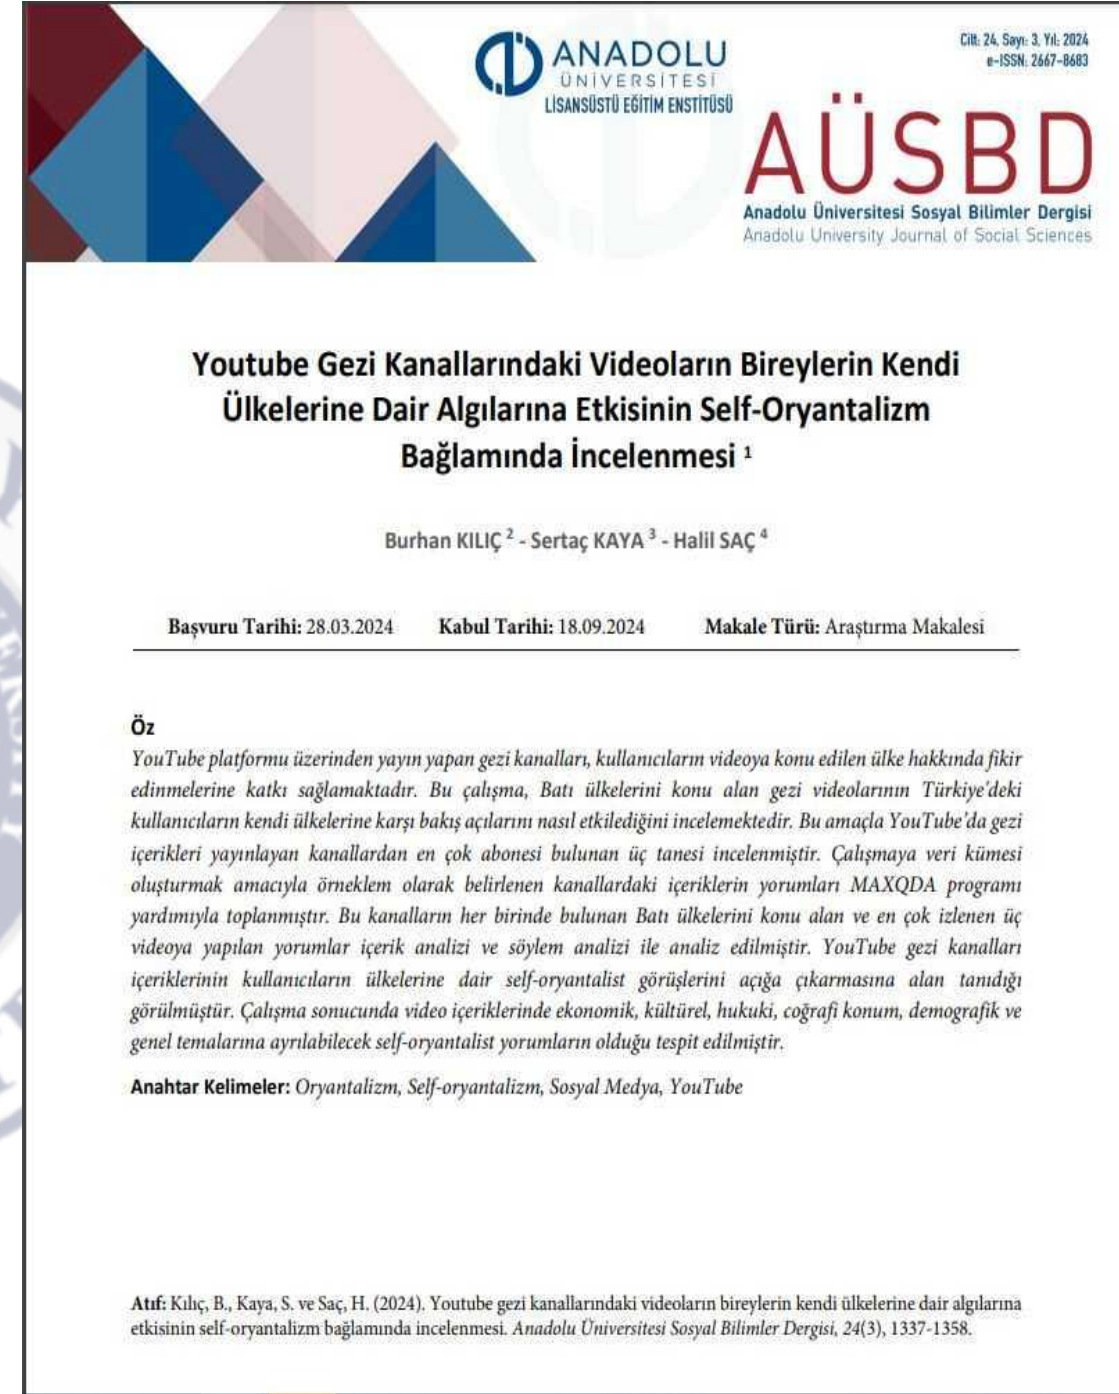 ANADOLU
ÜNİVERSİTESİ
LİSANSÜSTÜ EĞİTİM ENSTİTÜSÜ
Cilt: 24, Sayı: 3, Yıl: 2024
e-ISSN: 2667-8683
AÜSBD
Anadolu Üniversitesi Sosyal Bilimler Dergisi
Anadolu University Journal of Social Sciences
Youtube Gezi Kanallarındaki Videoların Bireylerin Kendi
Ülkelerine Dair Algılarına Etkisinin Self-Oryantalizm
Bağlamında İncelenmesi ¹
Burhan KILIÇ ² - Sertaç KAYA ³ - Halil SAÇ ⁴
Başvuru Tarihi: 28.03.2024 Kabul Tarihi: 18.09.2024 Makale Türü: Araştırma Makalesi
Öz
YouTube platformu üzerinden yayın yapan gezi kanalları, kullanıcıların videoya konu edilen ülke hakkında fikir
edinmelerine katkı sağlamaktadır. Bu çalışma, Batı ülkelerini konu alan gezi videolarının Türkiye'deki
kullanıcıların kendi ülkelerine karşı bakış açılarını nasıl etkilediğini incelemektedir. Bu amaçla YouTube'da gezi
içerikleri yayınlayan kanallardan en çok abonesi bulunan üç tanesi incelenmiştir. Çalışmaya veri kümesi
oluşturmak amacıyla örneklem olarak belirlenen kanallardaki içeriklerin yorumları MAXQDA programı
yardımıyla toplanmıştır. Bu kanalların her birinde bulunan Batı ülkelerini konu alan ve en çok izlenen üç
videoya yapılan yorumlar içerik analizi ve söylem analizi ile analiz edilmiştir. YouTube gezi kanalları
içeriklerinin kullanıcıların ülkelerine dair self-oryantalist görüşlerini açığa çıkarmasına alan tanıdığı
görülmüştür. Çalışma sonucunda video içeriklerinde ekonomik, kültürel, hukuki, coğrafi konum, demografik ve
genel temalarına ayrılabilecek self-oryantalist yorumların olduğu tespit edilmiştir.
Anahtar Kelimeler: Oryantalizm, Self-oryantalizm, Sosyal Medya, YouTube
Atıf: Kılıç, B., Kaya, S. ve Saç, H. (2024). Youtube gezi kanallarındaki videoların bireylerin kendi ülkelerine dair algılarına
etkisinin self-oryantalizm bağlamında incelenmesi. Anadolu Üniversitesi Sosyal Bilimler Dergisi, 24(3), 1337-1358.